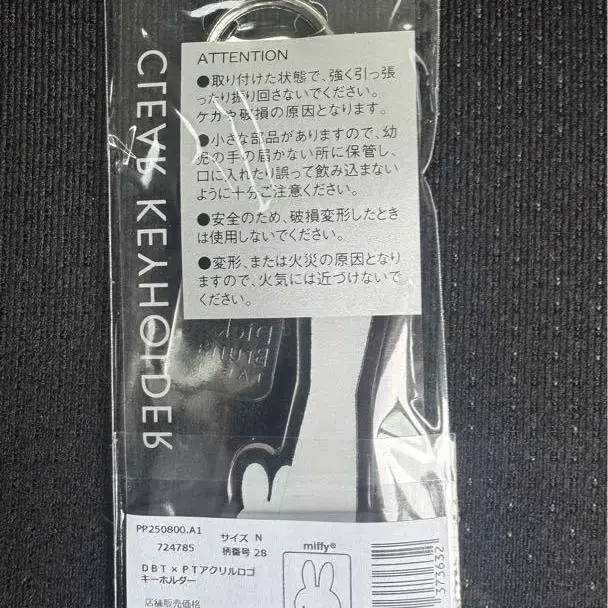 ATTENTION
●取り付けた状態で、強く引っ張
ったり振り回さないでください。
ケガや破損の原因となります。
●小さな部品がありますので、幼
児の手の届かない所に保管し、
口に入れたり誤って飲み込まない
ように十分ご注意ください。
●安全のため、破損変形したとき
は使用しないでください。
●変形、または火災の原因となり
ますので、火気には近づけないで
ください。
CLEAR KEYHOLDER
Dick
Bruna
PP250800.A1
724785
サイズ N
柄番号 28
DBT×PTアクリルロゴ
キーホルダー
店舗販売価格
miffy®
373632